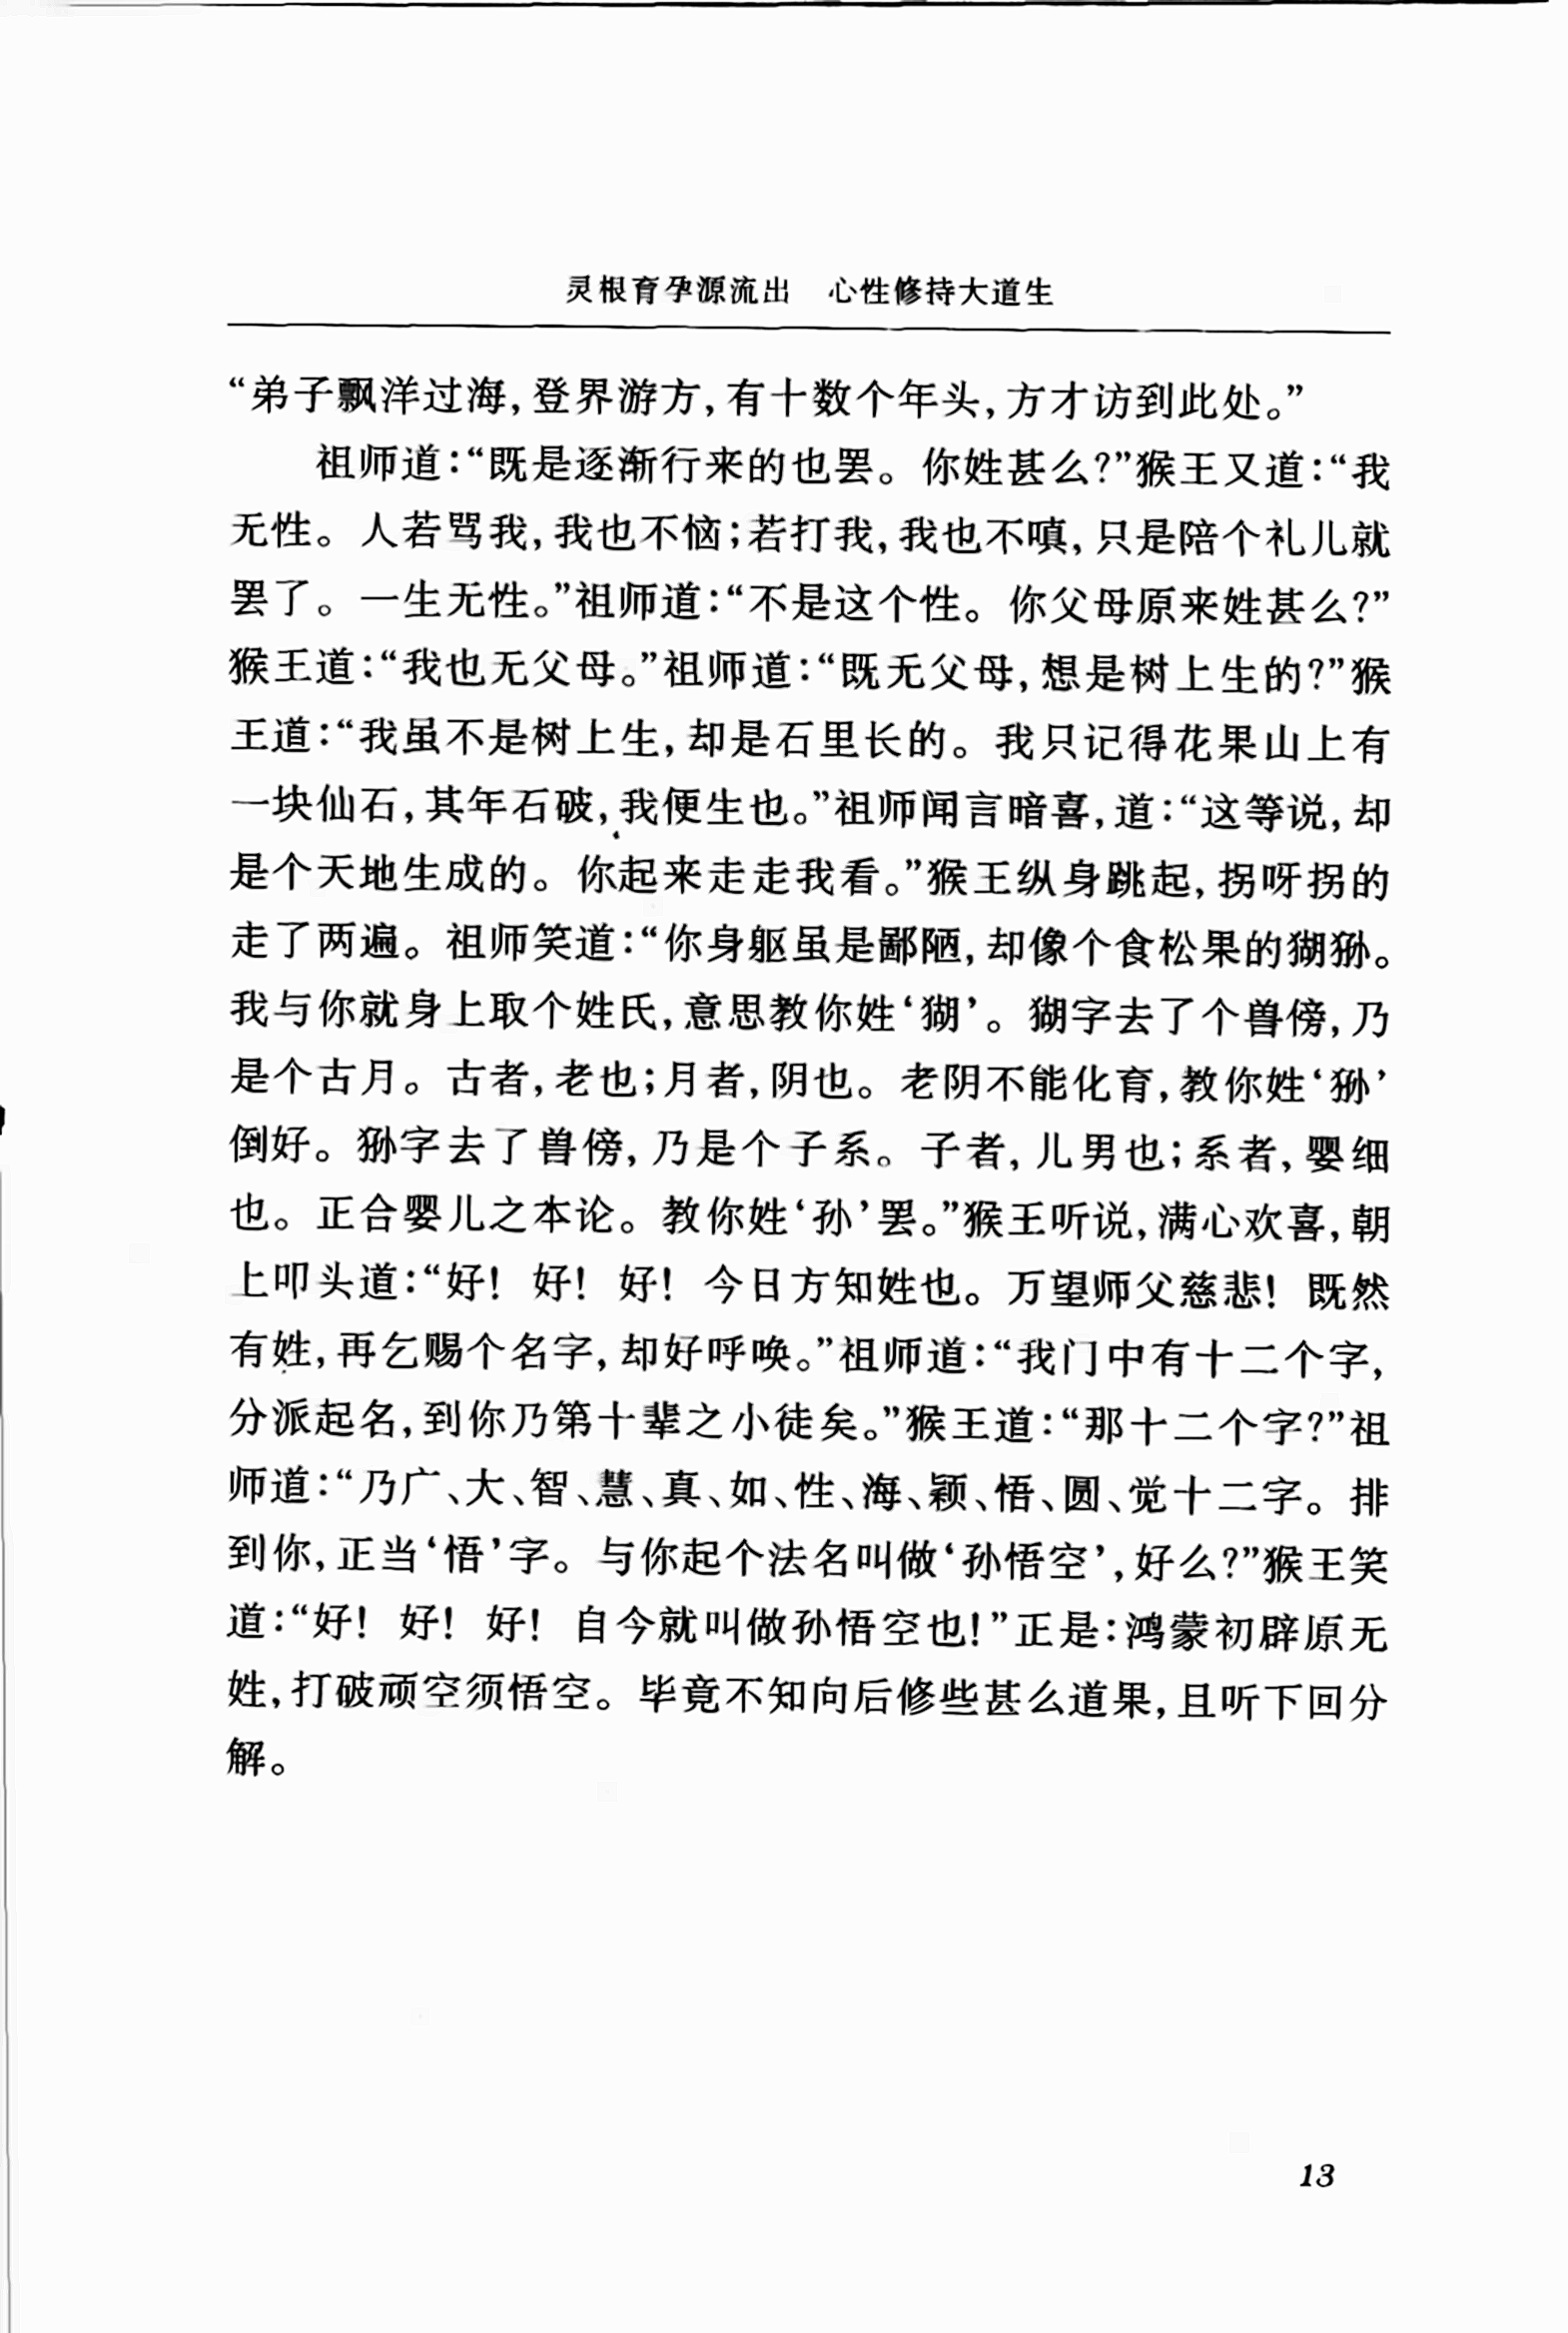 灵根育孕源流出　心性修持大道生
“弟子飘洋过海,登界游方,有十数个年头,方才访到此处。”
祖师道:“既是逐渐行来的也罢。你姓甚么?”猴王又道:“我
无性。人若骂我,我也不恼;若打我,我也不嗔,只是陪个礼儿就
罢了。一生无性。”祖师道:“不是这个性。你父母原来姓甚么?”
猴王道:“我也无父母。”祖师道:“既无父母,想是树上生的?”猴
王道:“我虽不是树上生,却是石里长的。我只记得花果山上有
一块仙石,其年石破,我便生也。”祖师闻言暗喜,道:“这等说,却
是个天地生成的。你起来走走我看。”猴王纵身跳起,拐呀拐的
走了两遍。祖师笑道:“你身躯虽是鄙陋,却像个食松果的猢狲。
我与你就身上取个姓氏,意思教你姓‘猢’。猢字去了个兽傍,乃
是个古月。古者,老也;月者,阴也。老阴不能化育,教你姓‘狲’
倒好。狲字去了兽傍,乃是个子系。子者,儿男也;系者,婴细
也。正合婴儿之本论。教你姓‘孙’罢。”猴王听说,满心欢喜,朝
上叩头道:“好! 好! 好! 今日方知姓也。万望师父慈悲! 既然
有姓,再乞赐个名字,却好呼唤。”祖师道:“我门中有十二个字,
分派起名,到你乃第十辈之小徒矣。”猴王道:“那十二个字?”祖
师道:“乃广、大、智、慧、真、如、性、海、颖、悟、圆、觉十二字。排
到你,正当‘悟’字。与你起个法名叫做‘孙悟空’,好么?”猴王笑
道:“好! 好! 好! 自今就叫做孙悟空也!”正是:鸿蒙初辟原无
姓,打破顽空须悟空。毕竟不知向后修些甚么道果,且听下回分
解。
13